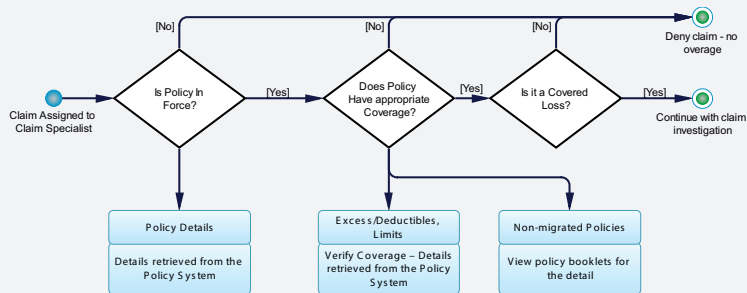 [No]
[No]
[No]
Deny claim - no
overage
Is Policy In
Force?
[Yes]
Does Policy
Have appropriate
Coverage?
[Yes]
Is it a Covered
Loss?
[Yes]
Claim Assigned to
Claim Specialist
Continue with claim
investigation
Policy Details
Details retrieved from the
Policy System
Excess/Deductibles,
Limits
Verify Coverage – Details
retrieved from the Policy
System
Non-migrated Policies
View policy booklets for
the detail